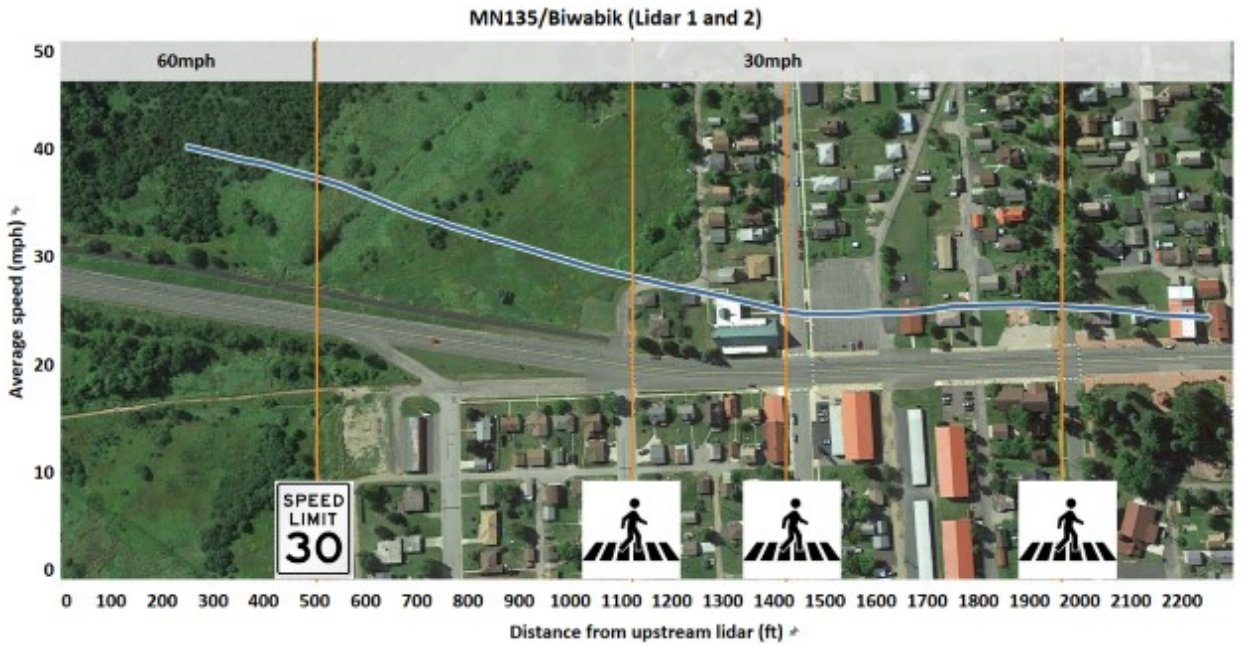 MN135/Biwabik (Lidar 1 and 2)
60mph
30mph
50
40
30
20
10
0
Average speed (mph)
SPEED
LIMIT
30
0 100 200 300 400 500 600 700 800 900 1000 1100 1200 1300 1400 1500 1600 1700 1800 1900 2000 2100 2200
Distance from upstream lidar (ft)